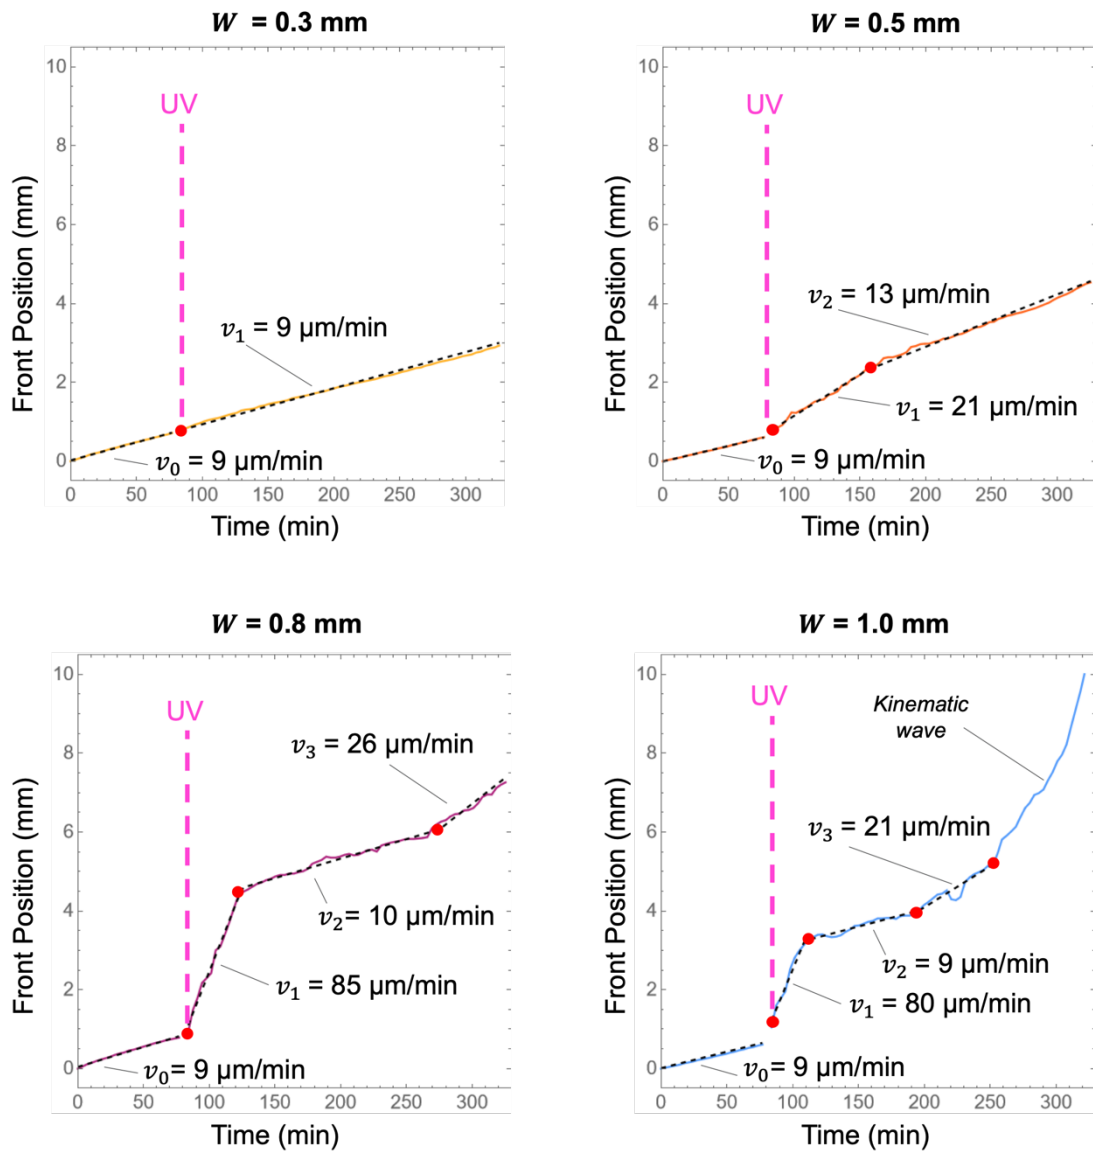 W = 0.3 mm
10
8
6
4
2
0
UV
v₁ = 9 µm/min
v₀ = 9 µm/min
0 50 100 150 200 250 300
Front Position (mm)
Time (min)
W = 0.5 mm
10
8
6
4
2
0
UV
v₂ = 13 µm/min
v₁ = 21 µm/min
v₀ = 9 µm/min
0 50 100 150 200 250 300
Front Position (mm)
Time (min)
W = 0.8 mm
10
8
6
4
2
0
UV
v₃ = 26 µm/min
v₂= 10 µm/min
v₁ = 85 µm/min
v₀= 9 µm/min
0 50 100 150 200 250 300
Front Position (mm)
Time (min)
W = 1.0 mm
10
8
6
4
2
0
UV
Kinematic
wave
v₃ = 21 µm/min
v₂ = 9 µm/min
v₁ = 80 µm/min
v₀= 9 µm/min
0 50 100 150 200 250 300
Front Position (mm)
Time (min)